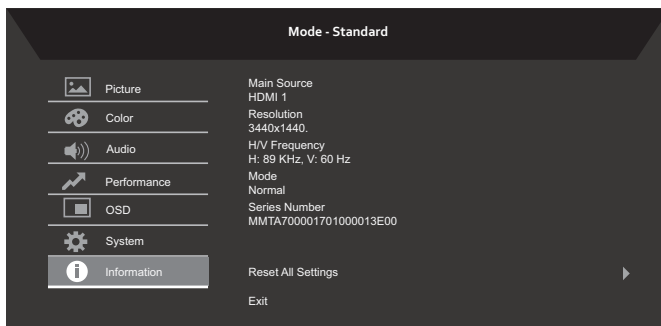 Mode - Standard
Picture
Color
Audio
Performance
OSD
System
Information
Main Source
HDMI 1
Resolution
3440x1440.
H/V Frequency
H: 89 KHz, V: 60 Hz
Mode
Normal
Series Number
MMTA700001701000013E00
Reset All Settings
Exit